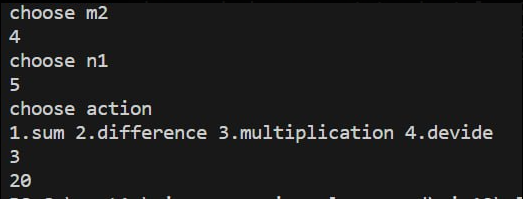 choose m2
4
choose n1
5
choose action
1.sum 2.difference 3.multiplication 4.devide
3
20